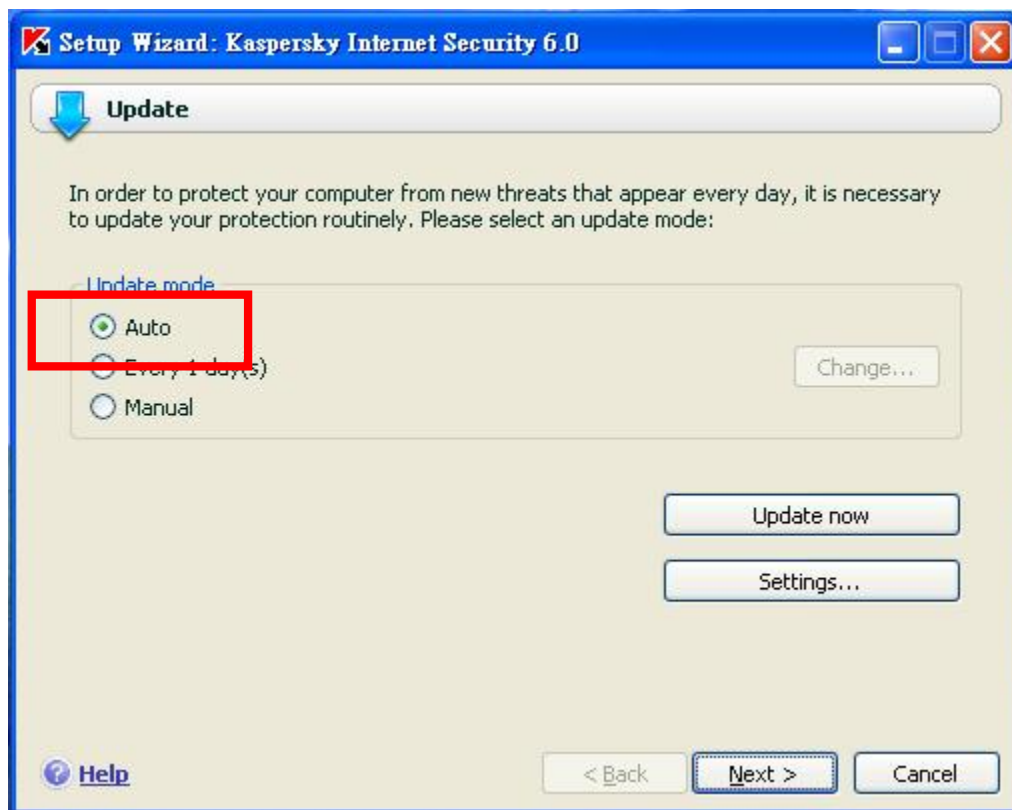 Setup Wizard: Kaspersky Internet Security 6.0
Update
In order to protect your computer from new threats that appear every day, it is necessary
to update your protection routinely. Please select an update mode:
Update mode
Auto
Every 1 day(s)
Change...
Manual
Update now
Settings...
Help
< Back
Next >
Cancel